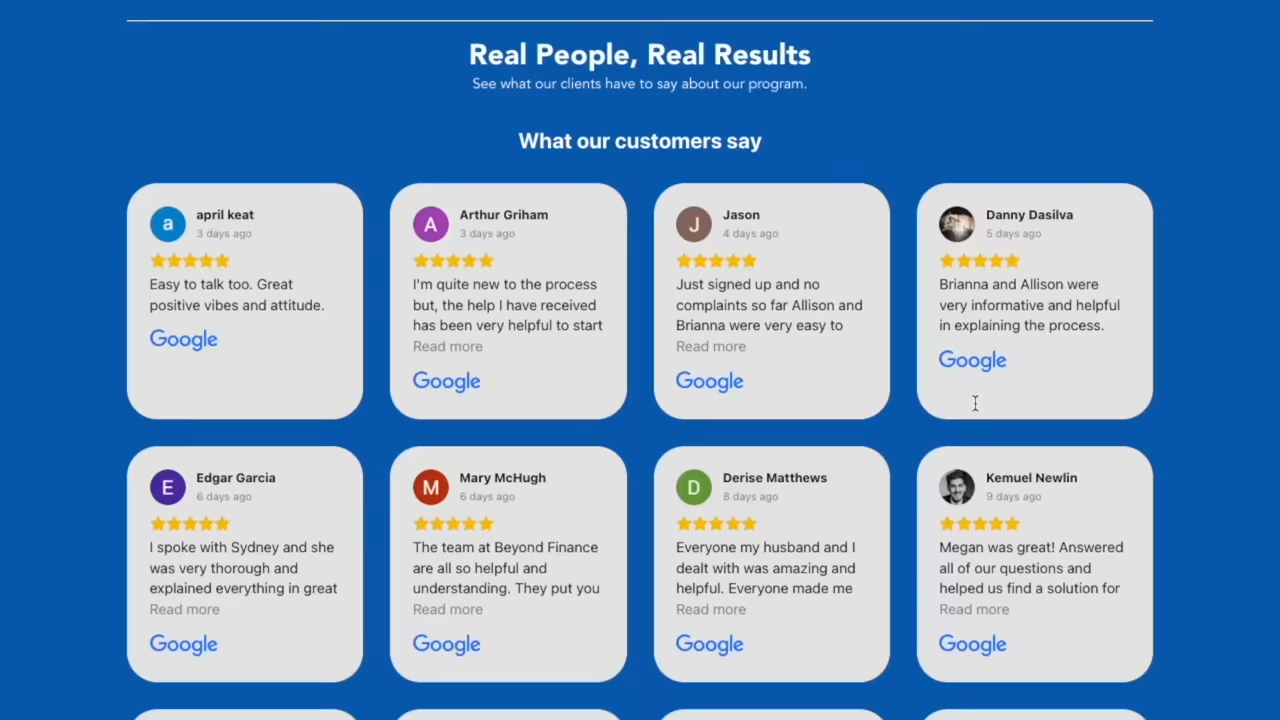 Real People, Real Results
See what our clients have to say about our program.
What our customers say
a
april keat
3 days ago
Easy to talk too. Great
positive vibes and attitude.
Google
A
Arthur Griham
3 days ago
I'm quite new to the process
but, the help I have received
has been very helpful to start
Read more
Google
J
Jason
4 days ago
Just signed up and no
complaints so far Allison and
Brianna were very easy to
Read more
Google
Danny Dasilva
5 days ago
Brianna and Allison were
very informative and helpful
in explaining the process.
Google
E
Edgar Garcia
6 days ago
I spoke with Sydney and she
was very thorough and
explained everything in great
Read more
Google
M
Mary McHugh
6 days ago
The team at Beyond Finance
are all so helpful and
understanding. They put you
Read more
Google
D
Derise Matthews
8 days ago
Everyone my husband and I
dealt with was amazing and
helpful. Everyone made me
Read more
Google
Kemuel Newlin
9 days ago
Megan was great! Answered
all of our questions and
helped us find a solution for
Read more
Google